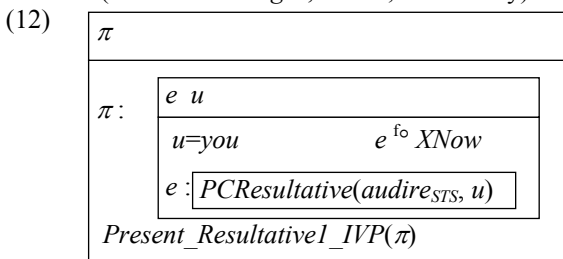 (12)
π
π :
e u
u=you e f○ XNow
e : PCResultative(audireSTS, u)
Present_Resultative1_IVP(π)